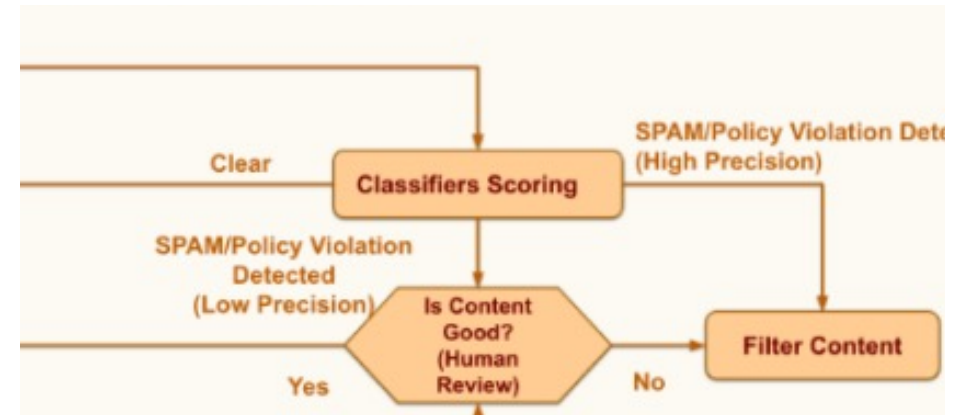 SPAM/Policy Violation
(High Precision)
Clear
Classifiers Scoring
SPAM/Policy Violation
Detected
(Low Precision)
Is Content
Good?
(Human
Review)
Filter Content
Yes
No